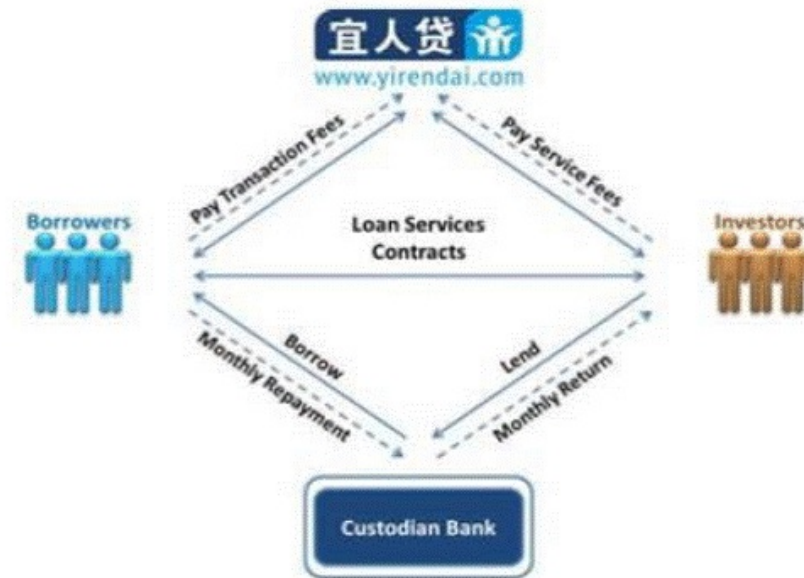 宜人贷
www.yirendai.com
Pay Transaction Fees
Pay Service Fees
Borrowers
Loan Services
Contracts
Investors
Borrow
Monthly Repayment
Lend
Monthly Return
Custodian Bank